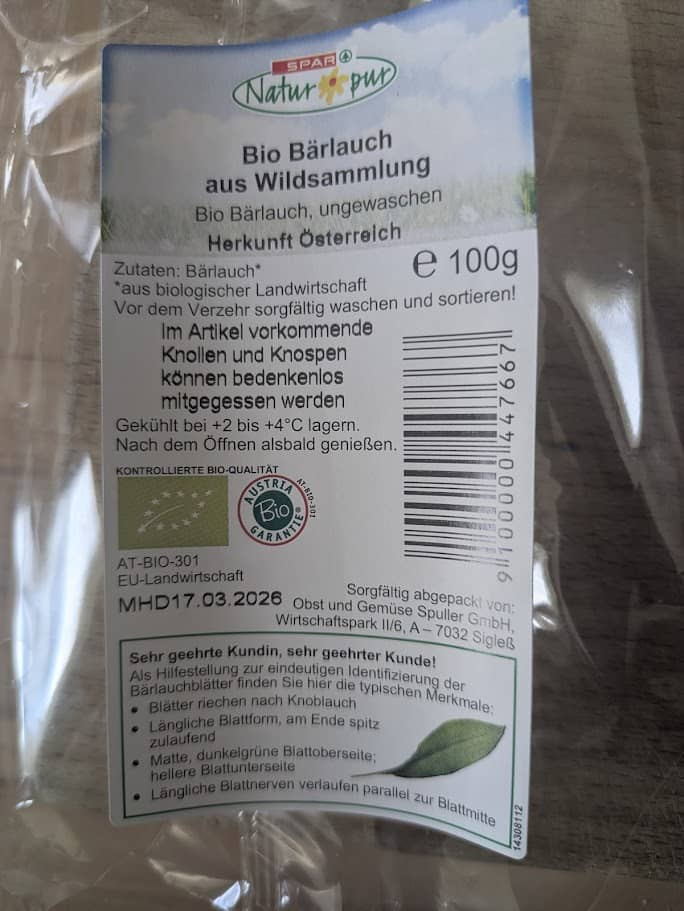 SPAR
Natur pur
Bio Bärlauch
aus Wildsammlung
Bio Bärlauch, ungewaschen
Herkunft Österreich
e 100g
Zutaten: Bärlauch*
*aus biologischer Landwirtschaft
Vor dem Verzehr sorgfältig waschen und sortieren!
Im Artikel vorkommende
Knollen und Knospen
können bedenkenlos
mitgegessen werden
Gekühlt bei +2 bis +4°C lagern.
Nach dem Öffnen alsbald genießen.
9 100000 447667
KONTROLLIERTE BIO-QUALITÄT
AUSTRIA
Bio
GARANTIE
AT-BIO-301
AT-BIO-301
EU-Landwirtschaft
MHD17.03.2026
Sorgfältig abgepackt von:
Obst und Gemüse Spuller GmbH,
Wirtschaftspark II/6, A – 7032 Sigleß
Sehr geehrte Kundin, sehr geehrter Kunde!
Als Hilfestellung zur eindeutigen Identifizierung der
Bärlauchblätter finden Sie hier die typischen Merkmale:
• Blätter riechen nach Knoblauch
• Längliche Blattform, am Ende spitz
zulaufend
• Matte, dunkelgrüne Blattoberseite;
hellere Blattunterseite
• Längliche Blattnerven verlaufen parallel zur Blattmitte
14308112